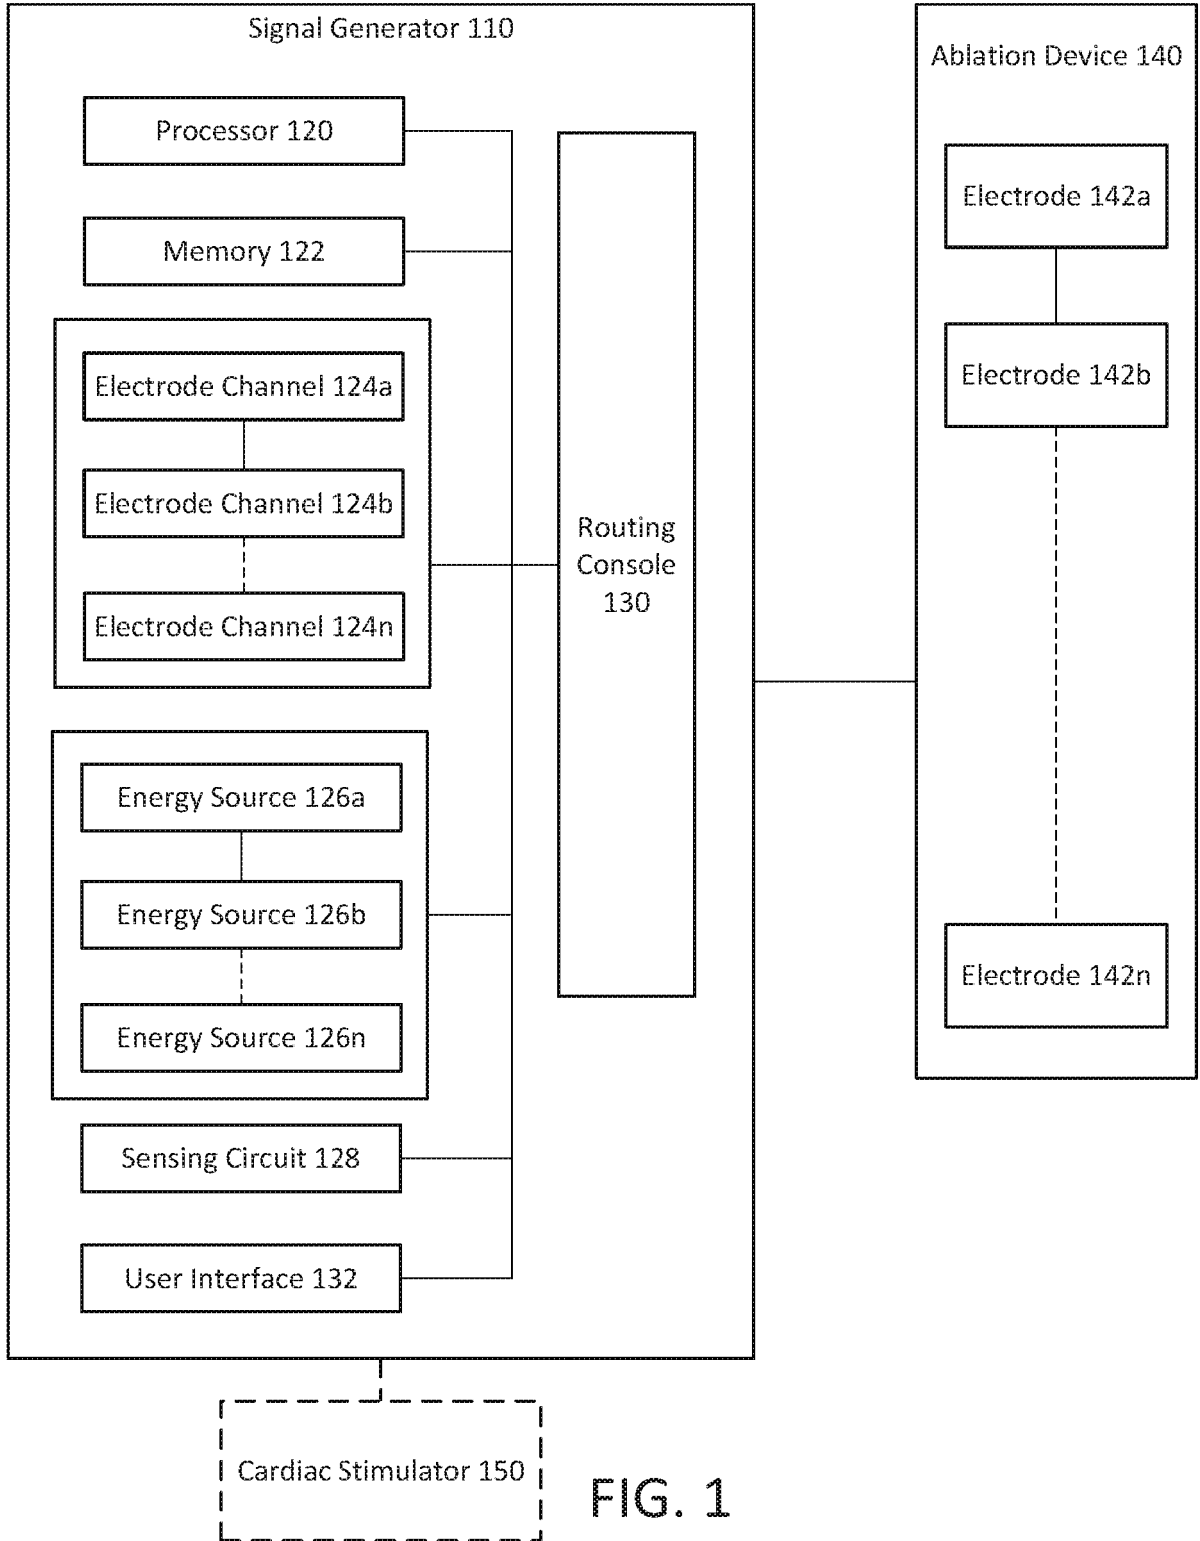 Signal Generator 110
Processor 120
Memory 122
Electrode Channel 124a
Electrode Channel 124b
Electrode Channel 124n
Energy Source 126a
Energy Source 126b
Energy Source 126n
Sensing Circuit 128
User Interface 132
Routing
Console
130
Ablation Device 140
Electrode 142a
Electrode 142b
Electrode 142n
Cardiac Stimulator 150
FIG. 1